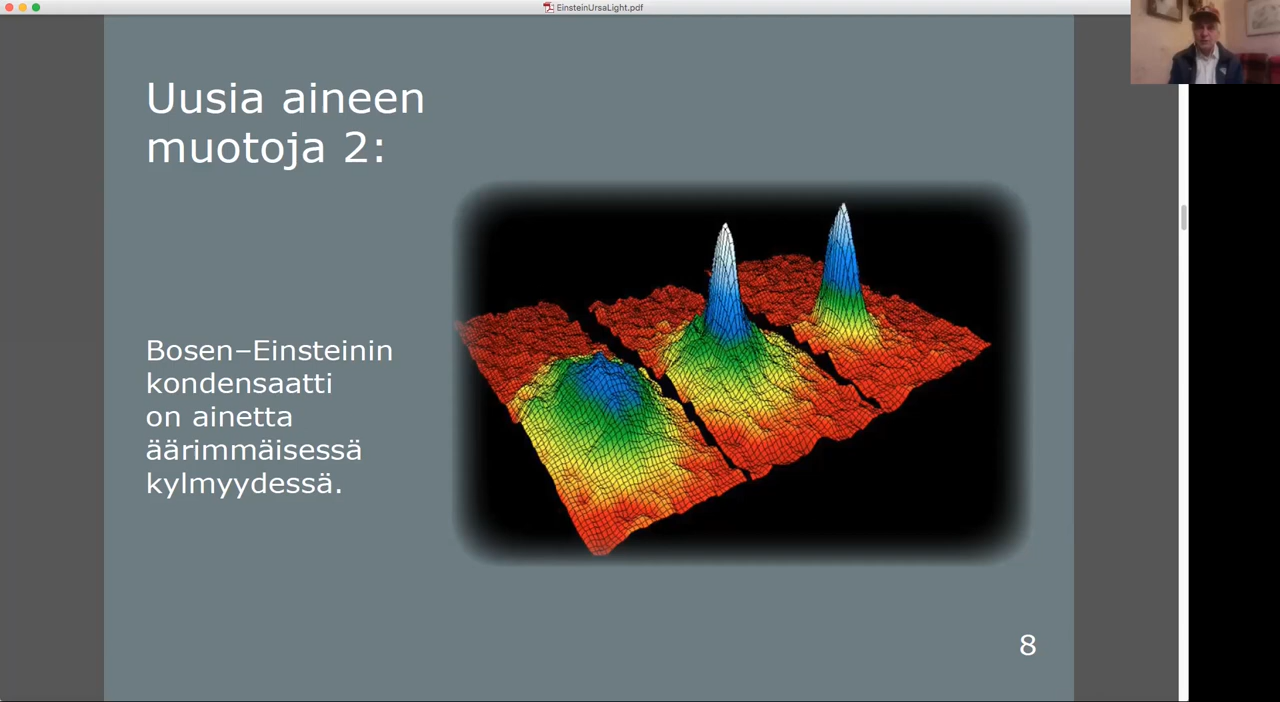 EinsteinUrsaLight.pdf
Uusia aineen
muotoja 2:
Bosen–Einsteinin
kondensaatti
on ainetta
äärimmäisessä
kylmyydessä.
8